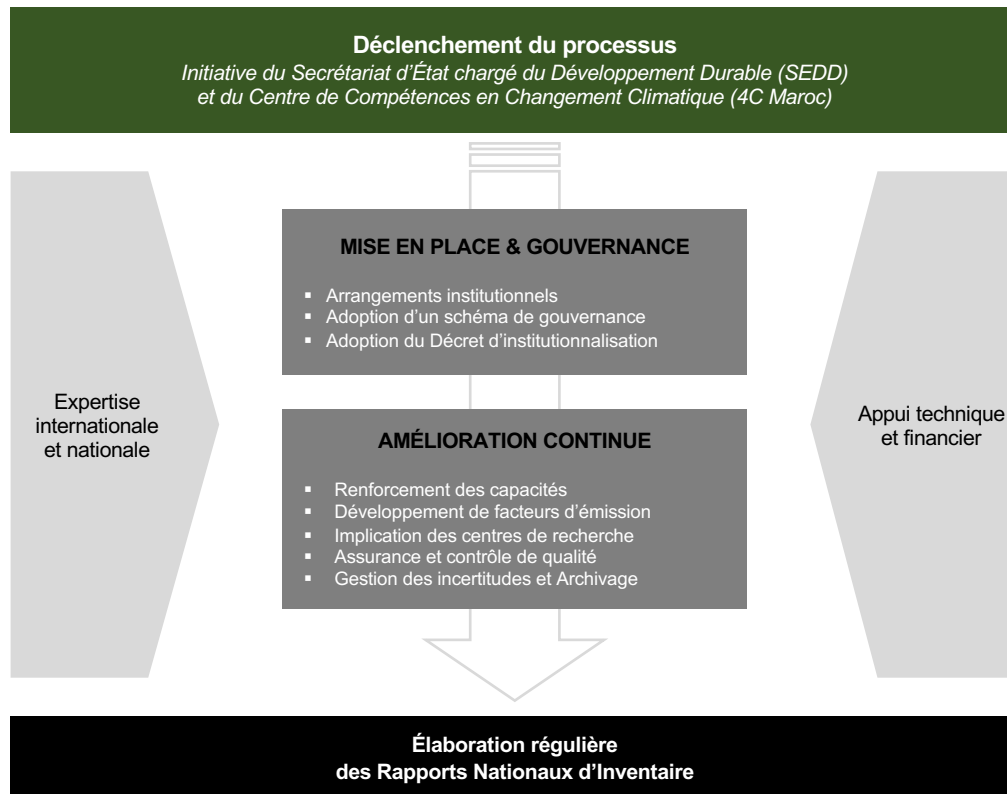 Déclenchement du processus
Initiative du Secrétariat d'État chargé du Développement Durable (SEDD)
et du Centre de Compétences en Changement Climatique (4C Maroc)
MISE EN PLACE & GOUVERNANCE
▪ Arrangements institutionnels
▪ Adoption d'un schéma de gouvernance
▪ Adoption du Décret d'institutionnalisation
Expertise
internationale
et nationale
AMÉLIORATION CONTINUE
▪ Renforcement des capacités
▪ Développement de facteurs d'émission
▪ Implication des centres de recherche
▪ Assurance et contrôle de qualité
▪ Gestion des incertitudes et Archivage
Appui technique
et financier
Élaboration régulière
des Rapports Nationaux d'Inventaire